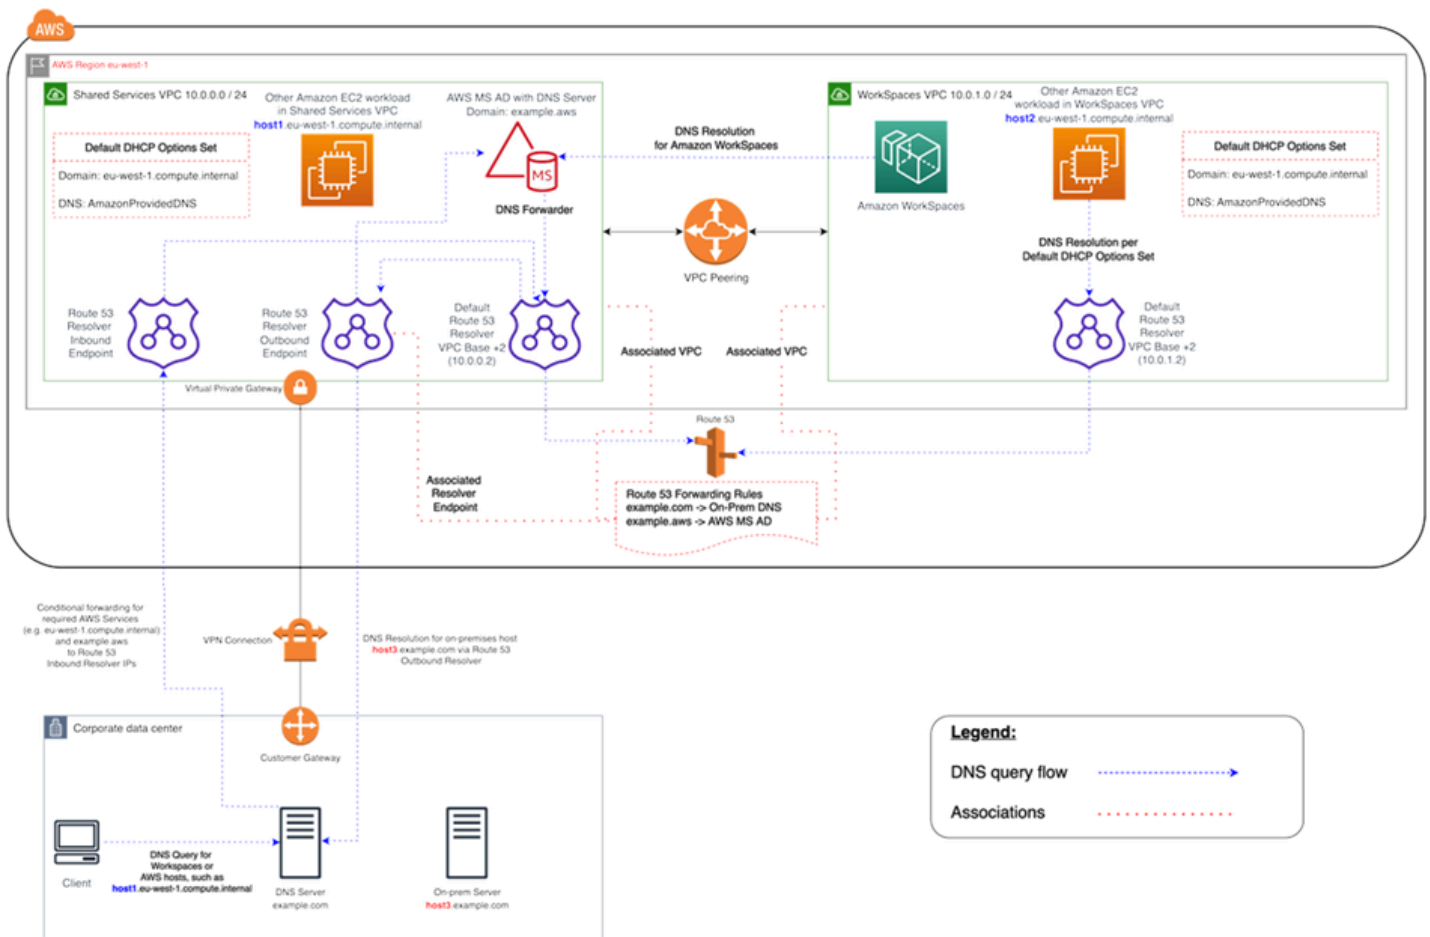 AWS
AWS Region eu-west-1
Shared Services VPC 10.0.0.0 / 24
Other Amazon EC2 workload
in Shared Services VPC
host1.eu-west-1.compute.internal
AWS MS AD with DNS Server
Domain: example.aws
MS
DNS Forwarder
Default DHCP Options Set
Domain: eu-west-1.compute.internal
DNS: AmazonProvidedDNS
DNS Resolution
for Amazon WorkSpaces
VPC Peering
WorkSpaces VPC 10.0.1.0 / 24
Other Amazon EC2
workload in WorkSpaces VPC
host2.eu-west-1.compute.internal
Amazon WorkSpaces
Default DHCP Options Set
Domain: eu-west-1.compute.internal
DNS: AmazonProvidedDNS
DNS Resolution per
Default DHCP Options Set
Route 53
Resolver
Inbound
Endpoint
Route 53
Resolver
Outbound
Endpoint
Default
Route 53
Resolver
VPC Base +2
(10.0.0.2)
Default
Route 53
Resolver
VPC Base +2
(10.0.1.2)
Associated VPC
Associated VPC
Virtual Private Gateway
Route 53
Associated
Resolver
Endpoint
Route 53 Forwarding Rules
example.com -> On-Prem DNS
example.aws -> AWS MS AD
Conditional forwarding for
required AWS Services
(e.g. eu-west-1.compute.internal)
and example.aws
to Route 53
Inbound Resolver IPs
VPN Connection
DNS Resolution for on-premises host
host3.example.com via Route 53
Outbound Resolver
Corporate data center
Customer Gateway
Client
DNS Query for
Workspaces or
AWS hosts, such as
host1.eu-west-1.compute.internal
DNS Server
example.com
On-prem Server
host3.example.com
Legend:
DNS query flow
Associations